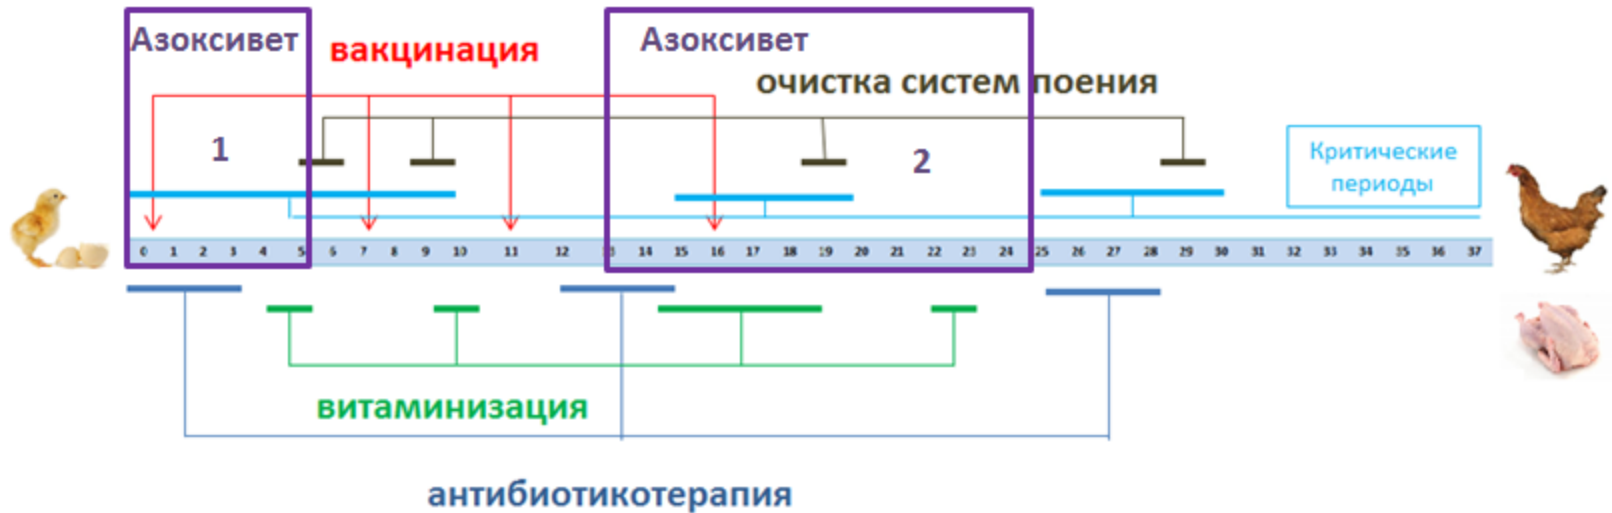 Азоксивет
вакцинация
Азоксивет
очистка систем поения
1
2
Критические
периоды
0 1 2 3 4 5 6 7 8 9 10 11 12 13 14 15 16 17 18 19 20 21 22 23 24 25 26 27 28 29 30 31 32 33 34 35 36 37
витаминизация
антибиотикотерапия